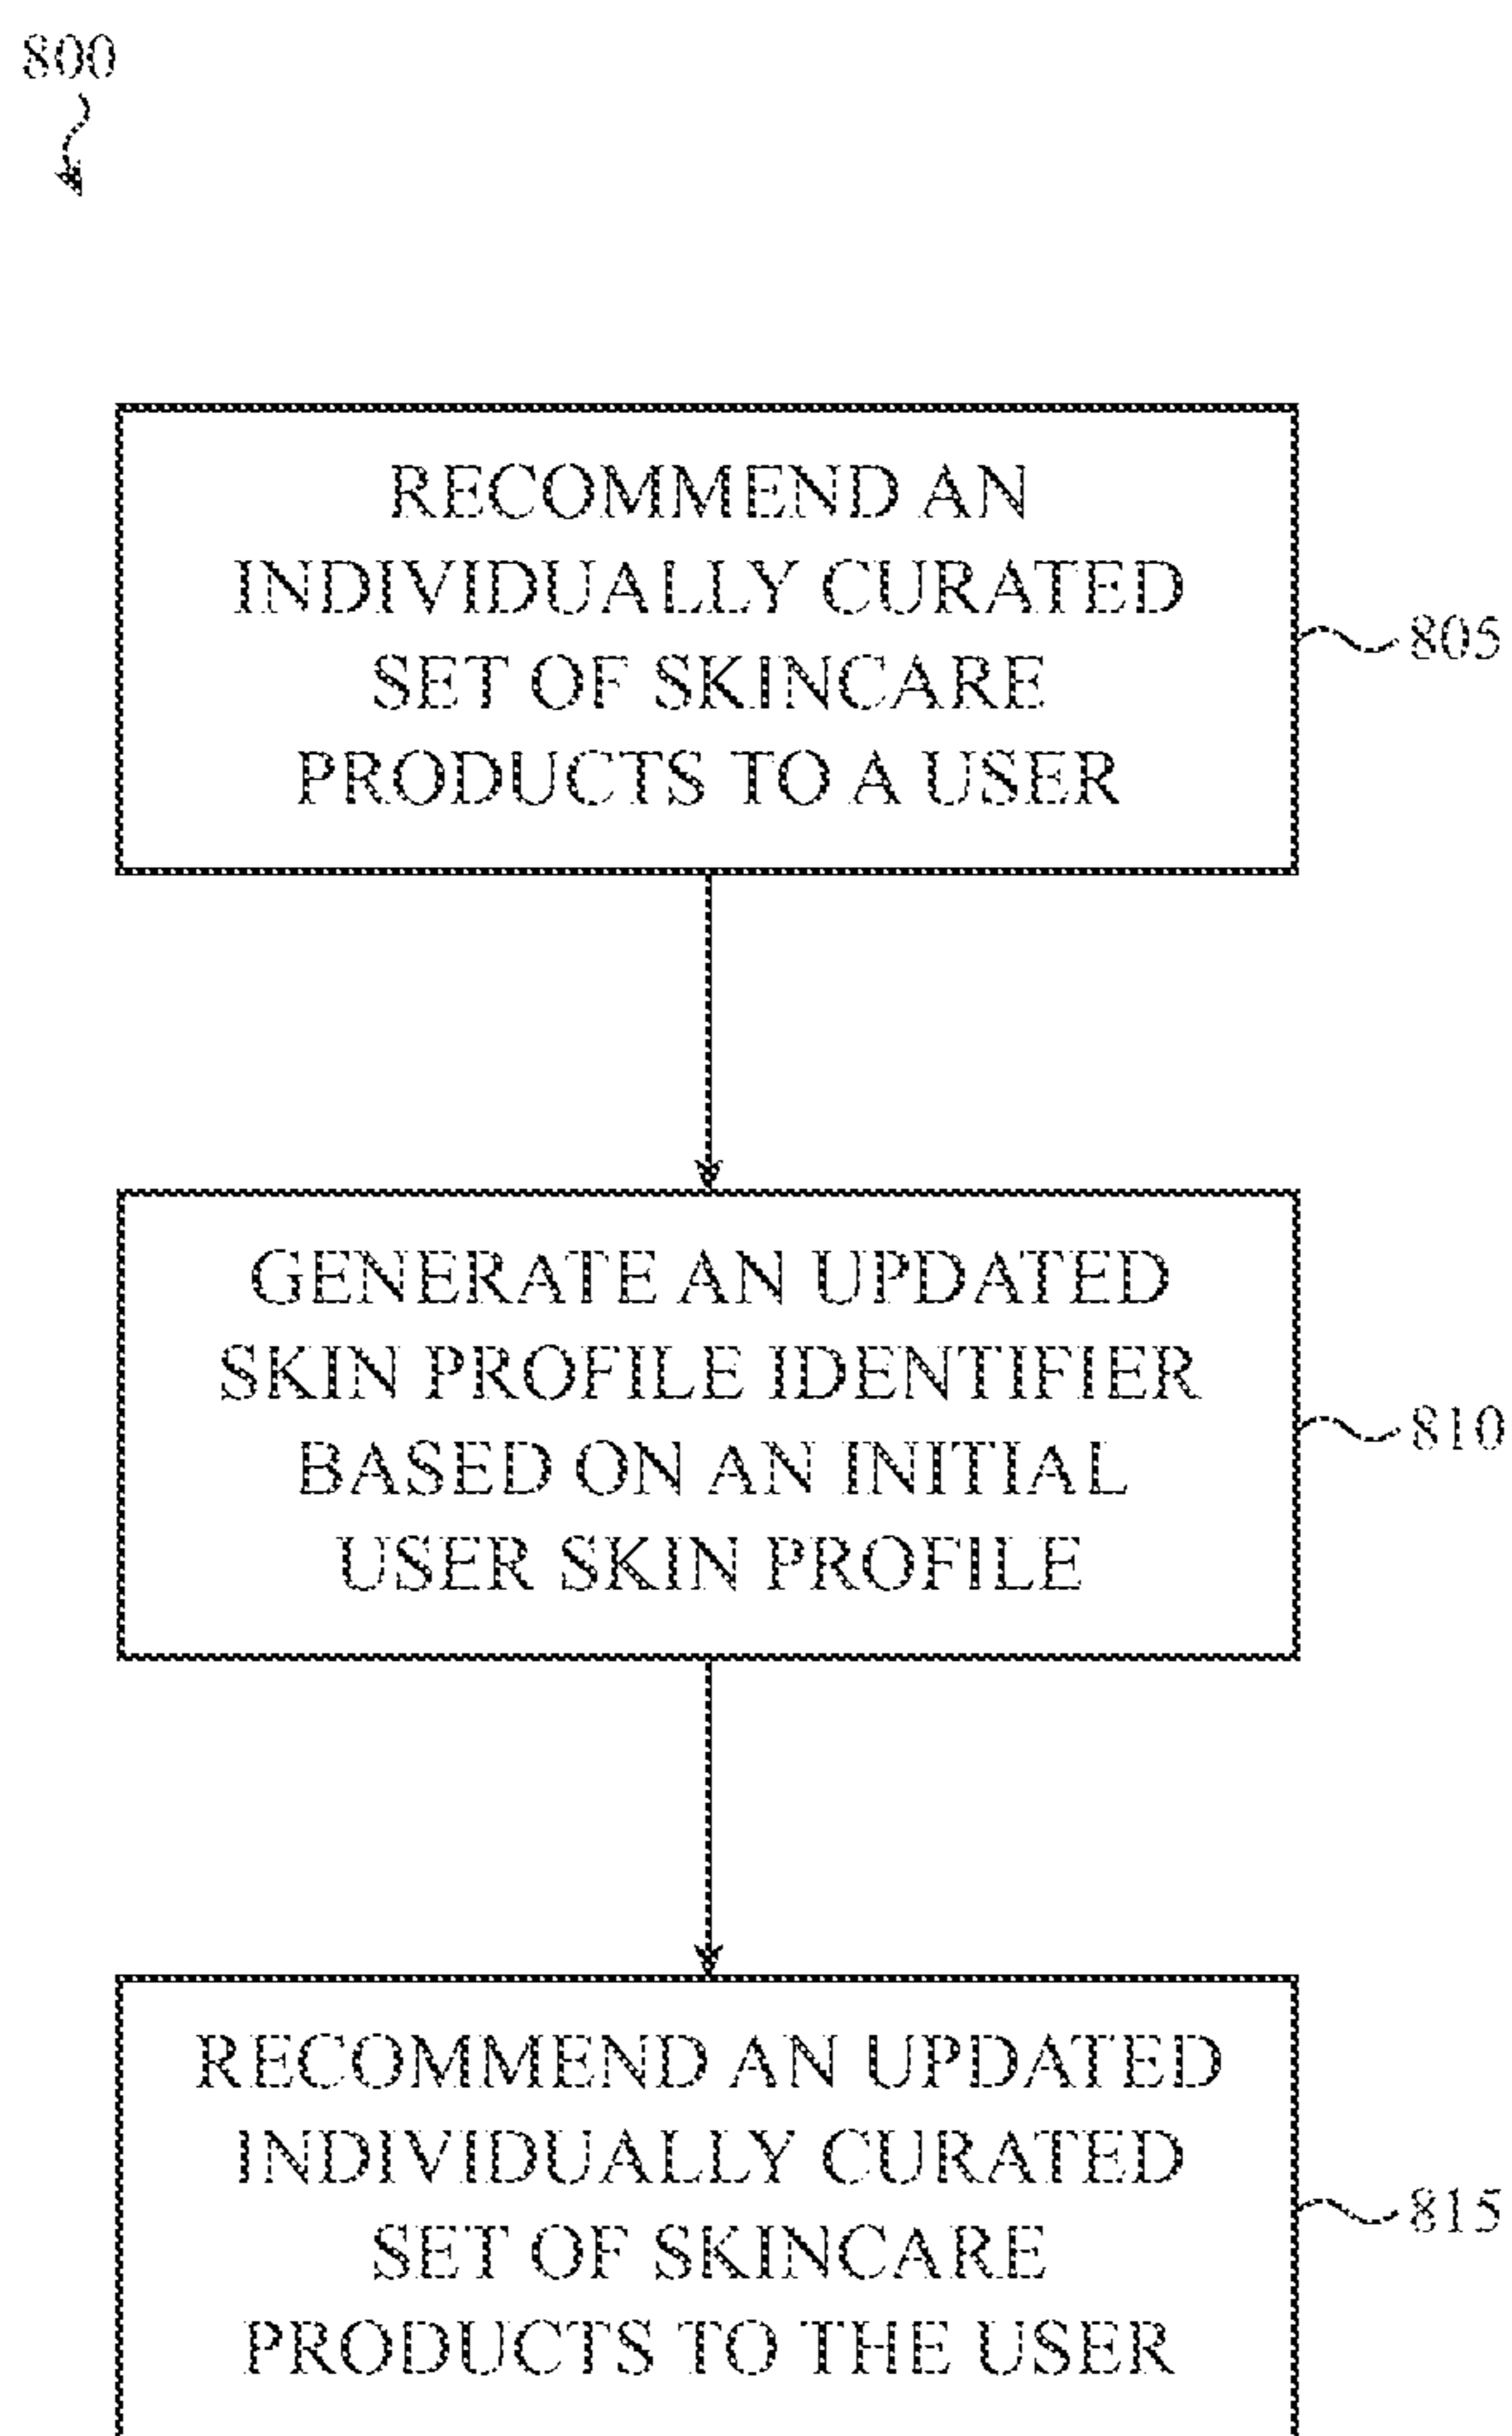 800
RECOMMEND AN
INDIVIDUALLY CURATED
SET OF SKINCARE
PRODUCTS TO A USER
805
GENERATE AN UPDATED
SKIN PROFILE IDENTIFIER
BASED ON AN INITIAL
USER SKIN PROFILE
810
RECOMMEND AN UPDATED
INDIVIDUALLY CURATED
SET OF SKINCARE
PRODUCTS TO THE USER
815